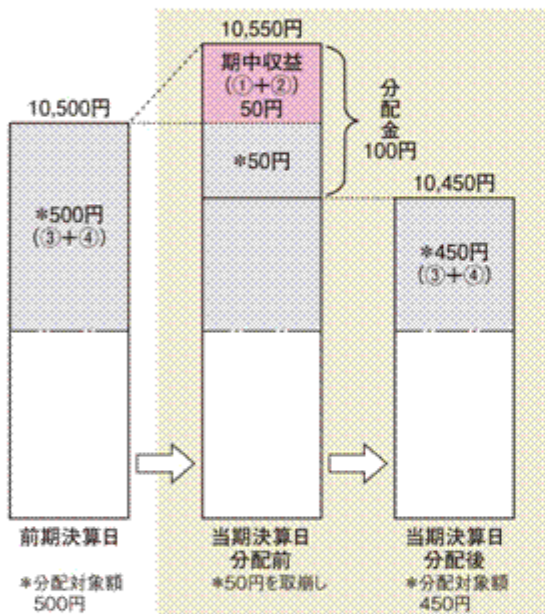 10,500円
*500円
(③+④)
前期決算日
*分配対象額
500円
10,550円
期中収益
(①+②)
50円
*50円
分配金
100円
当期決算日
分配前
*50円を取崩し
10,450円
*450円
(③+④)
当期決算日
分配後
*分配対象額
450円